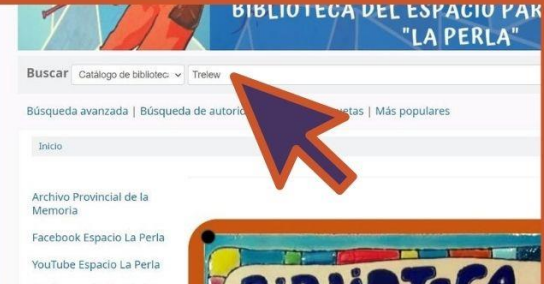 BIBLIOTECA DEL ESPACIO PAR
"LA PERLA"
Buscar Catálogo de bibliotec Trelew
Búsqueda avanzada | Búsqueda de autori etas | Más populares
Inicio
Archivo Provincial de la
Memoria
Facebook Espacio La Perla
YouTube Espacio La Perla
BIBLIOTECA